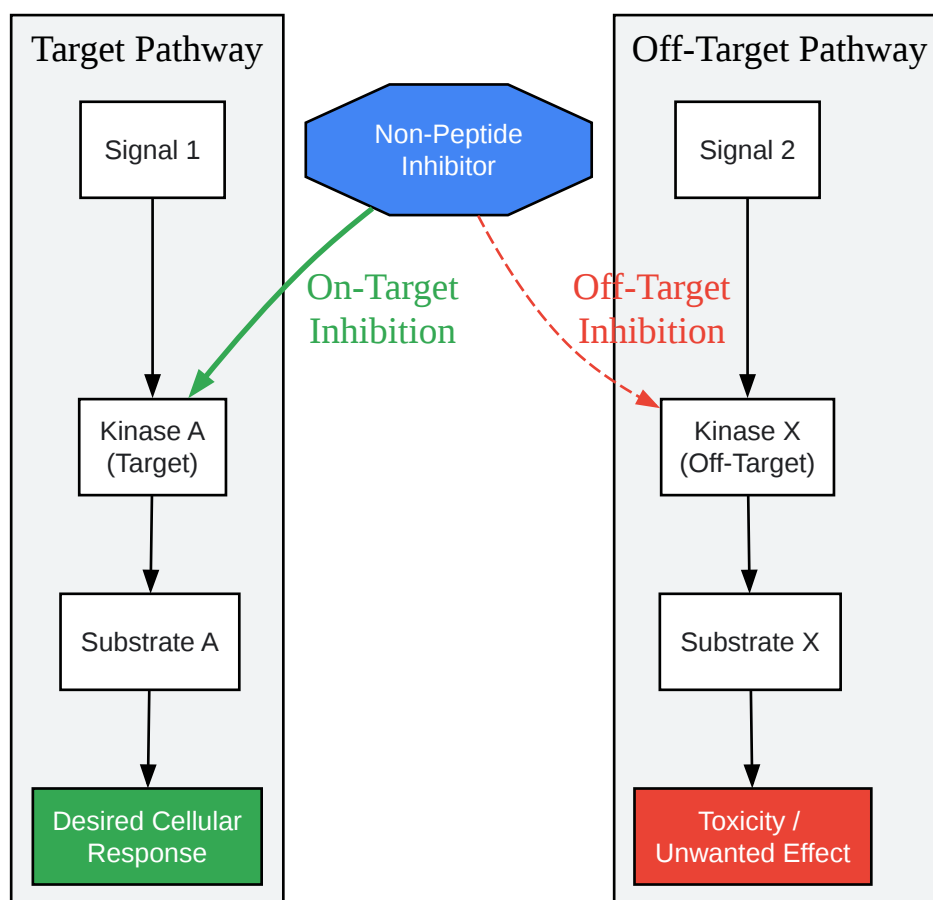 Target Pathway
Off-Target Pathway
Signal 1
Non-Peptide
Inhibitor
Signal 2
On-Target
Inhibition
Off-Target
Inhibition
Kinase A
(Target)
Kinase X
(Off-Target)
Substrate A
Substrate X
Desired Cellular
Response
Toxicity /
Unwanted Effect